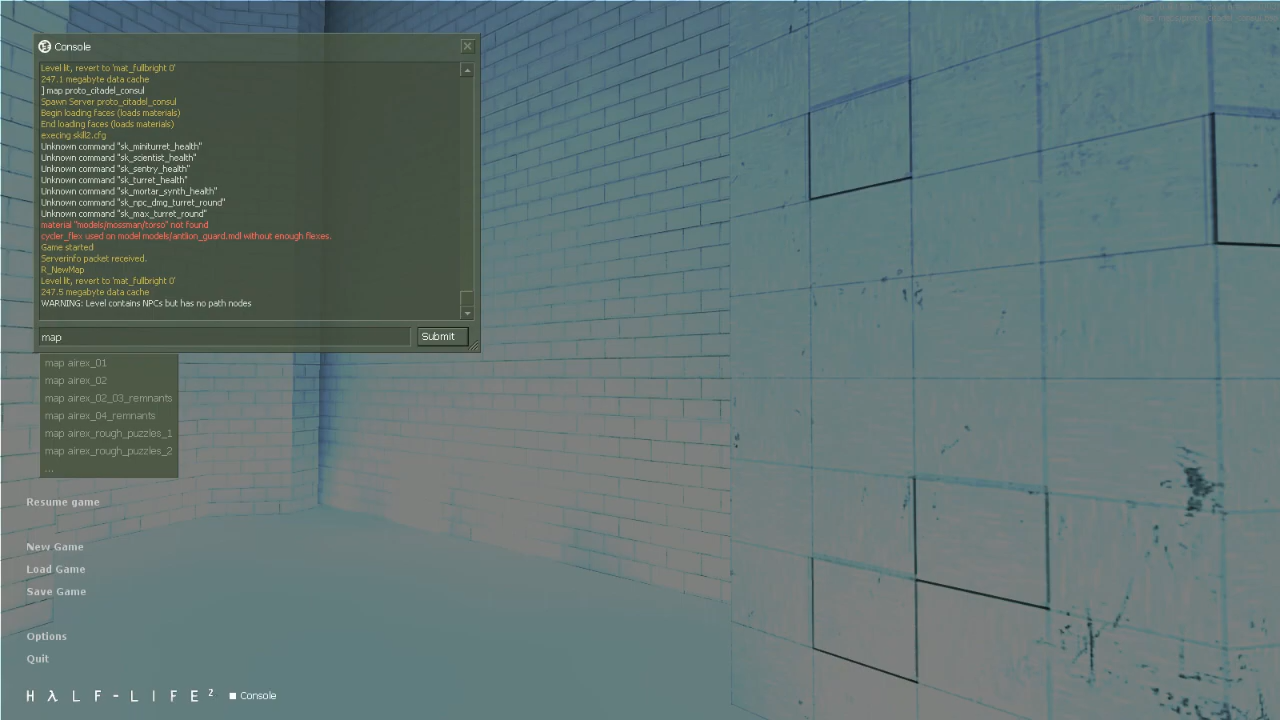 Console
Level lit, revert to 'mat_fullbright 0'
247.1 megabyte data cache
] map proto_citadel_consul
Spawn Server proto_citadel_consul
Begin loading faces (loads materials)
End loading faces (loads materials)
execing skill2.cfg
Unknown command "sk_miniturret_health"
Unknown command "sk_scientist_health"
Unknown command "sk_sentry_health"
Unknown command "sk_turret_health"
Unknown command "sk_mortar_synth_health"
Unknown command "sk_npc_dmg_turret_round"
Unknown command "sk_max_turret_round"
material "models/mossman/torso" not found
cycler_flex used on model models/antlion_guard.mdl without enough flexes.
Game started
Serverinfo packet received.
R_NewMap
Level lit, revert to 'mat_fullbright 0'
247.5 megabyte data cache
WARNING: Level contains NPCs but has no path nodes
map
Submit
map airex_01
map airex_02
map airex_02_03_remnants
map airex_04_remnants
map airex_rough_puzzles_1
map airex_rough_puzzles_2
...
Resume game
New Game
Load Game
Save Game
Options
Quit
HλLF-LIFE²
Console